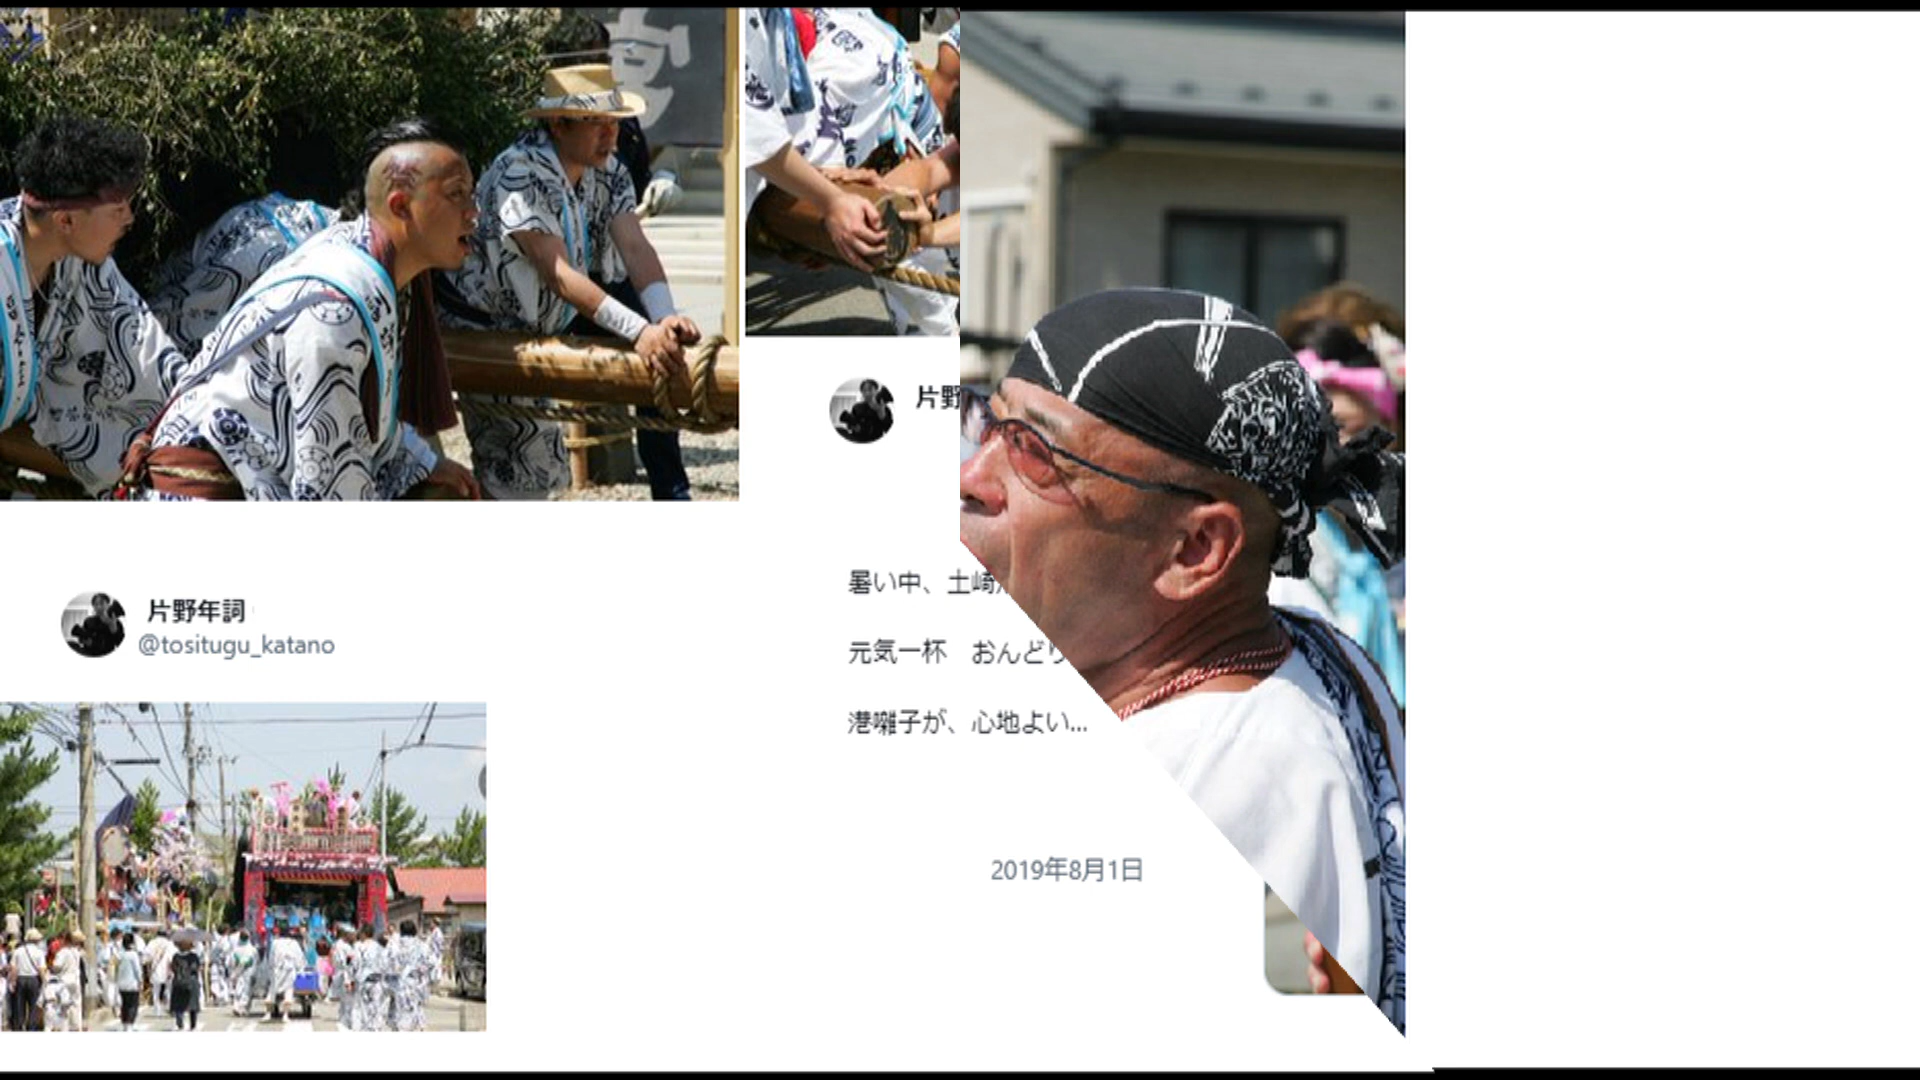 宮
片野年詞
@tositugu_katano
片野
暑い中、土崎
元気一杯　おんどり
港囃子が、心地よい...
2019年8月1日